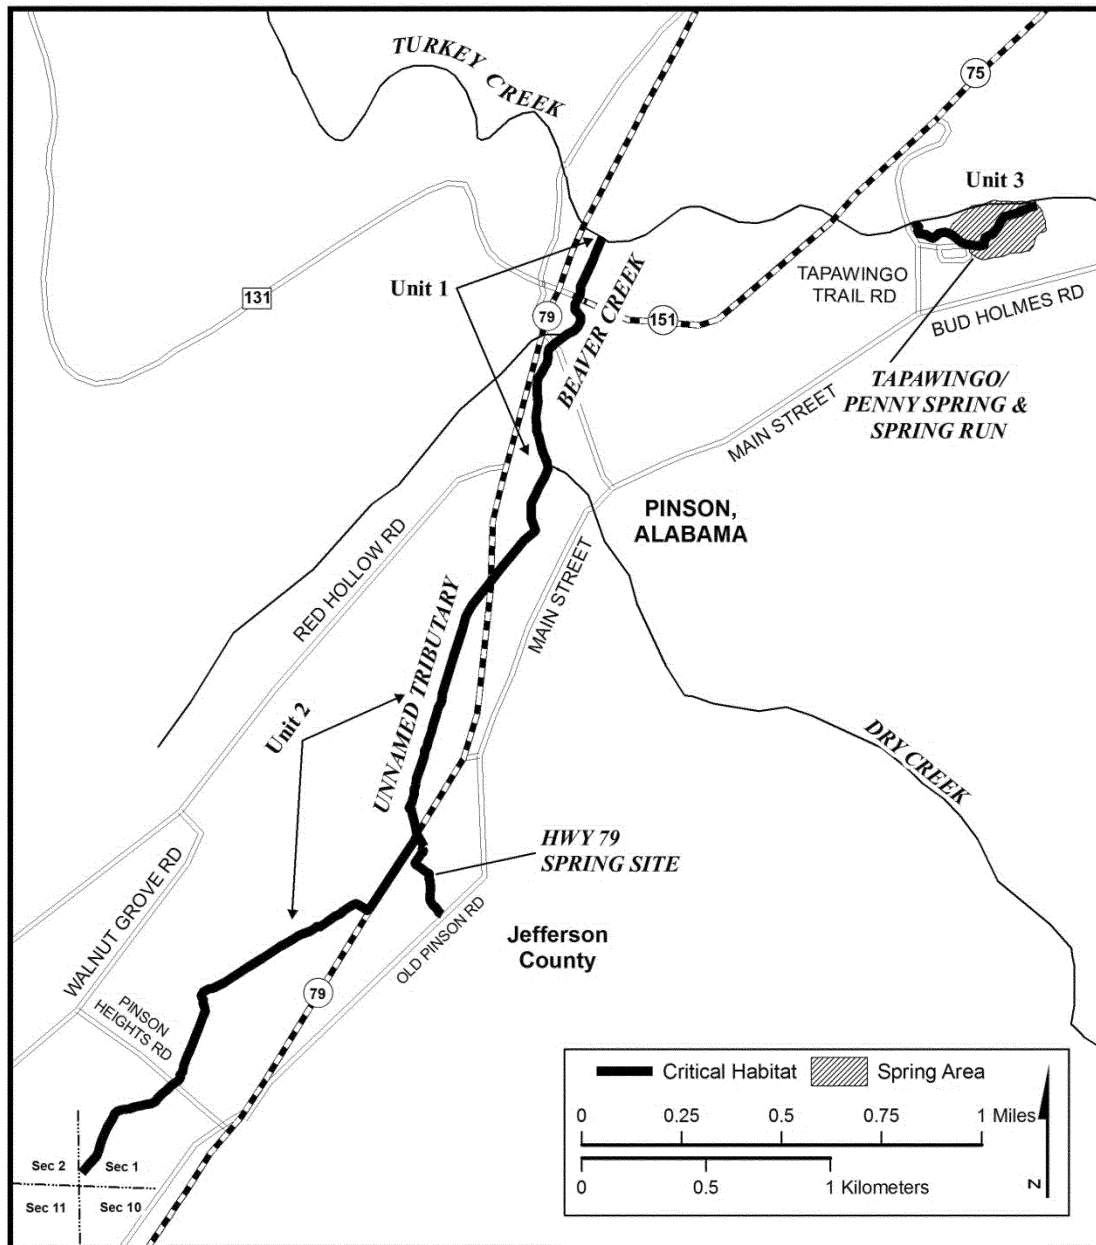 TURKEY CREEK
75
Unit 3
Unit 1
131
79
BEAVER CREEK
151
TAPAWINGO
TRAIL RD
BUD HOLMES RD
TAPAWINGO/
PENNY SPRING &
SPRING RUN
MAIN STREET
PINSON,
ALABAMA
RED HOLLOW RD
MAIN STREET
UNNAMED TRIBUTARY
Unit 2
DRY CREEK
HWY 79
SPRING SITE
WALNUT GROVE RD
OLD PINSON RD
Jefferson
County
79
PINSON
HEIGHTS RD
Critical Habitat
Spring Area
0 0.25 0.5 0.75 1 Miles
0 0.5 1 Kilometers
N
Sec 2
Sec 1
Sec 11
Sec 10